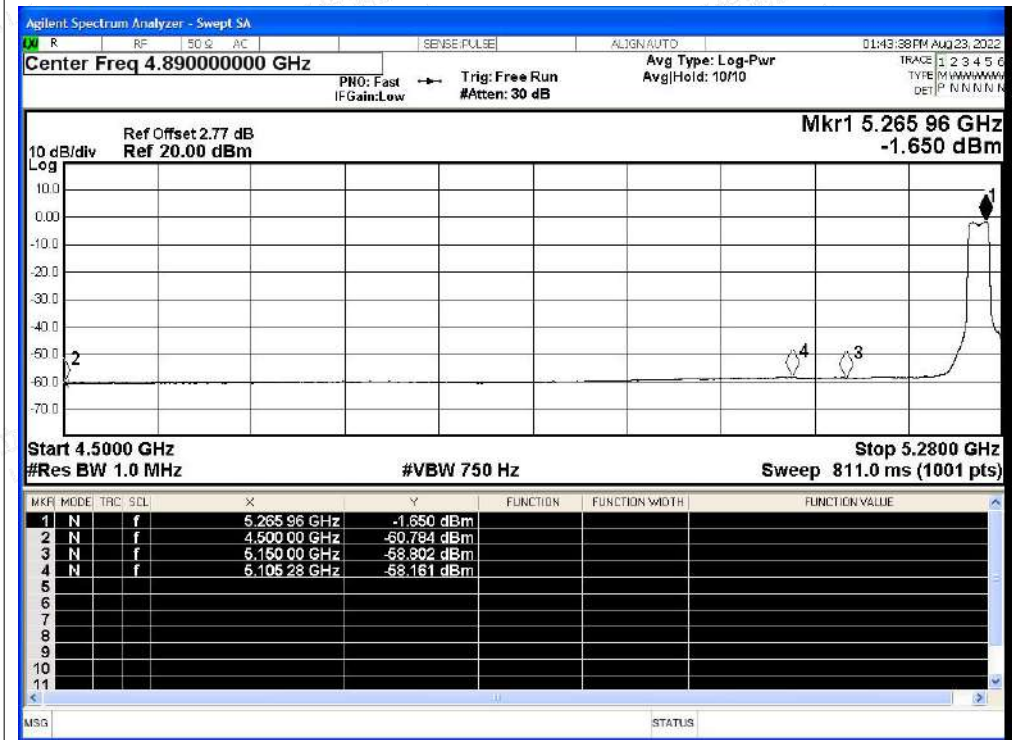 Agilent Spectrum Analyzer - Swept SA
R RF 50 Ω AC SENSE:PULSE ALIGN AUTO 01:43:38 PM Aug 23, 2022
Center Freq 4.890000000 GHz Avg Type: Log-Pwr TRACE 1 2 3 4 5 6
PNO: Fast Trig: Free Run Avg|Hold: 10/10 TYPE M WWWWW
IFGain:Low #Atten: 30 dB DET P N N N N N
Mkr1 5.265 96 GHz
Ref Offset 2.77 dB
10 dB/div Ref 20.00 dBm -1.650 dBm
Log
10.0
1
0.00
-10.0
-20.0
-30.0
-40.0
-50.0
2 4 3
-60.0
-70.0
Start 4.5000 GHz Stop 5.2800 GHz
#Res BW 1.0 MHz #VBW 750 Hz Sweep 811.0 ms (1001 pts)
MKR MODE TRC SCL X Y FUNCTION FUNCTION WIDTH FUNCTION VALUE
1 N f 5.265 96 GHz -1.650 dBm
2 N f 4.500 00 GHz -60.784 dBm
3 N f 5.150 00 GHz -58.802 dBm
4 N f 5.105 28 GHz -58.161 dBm
5
6
7
8
9
10
11
MSG STATUS